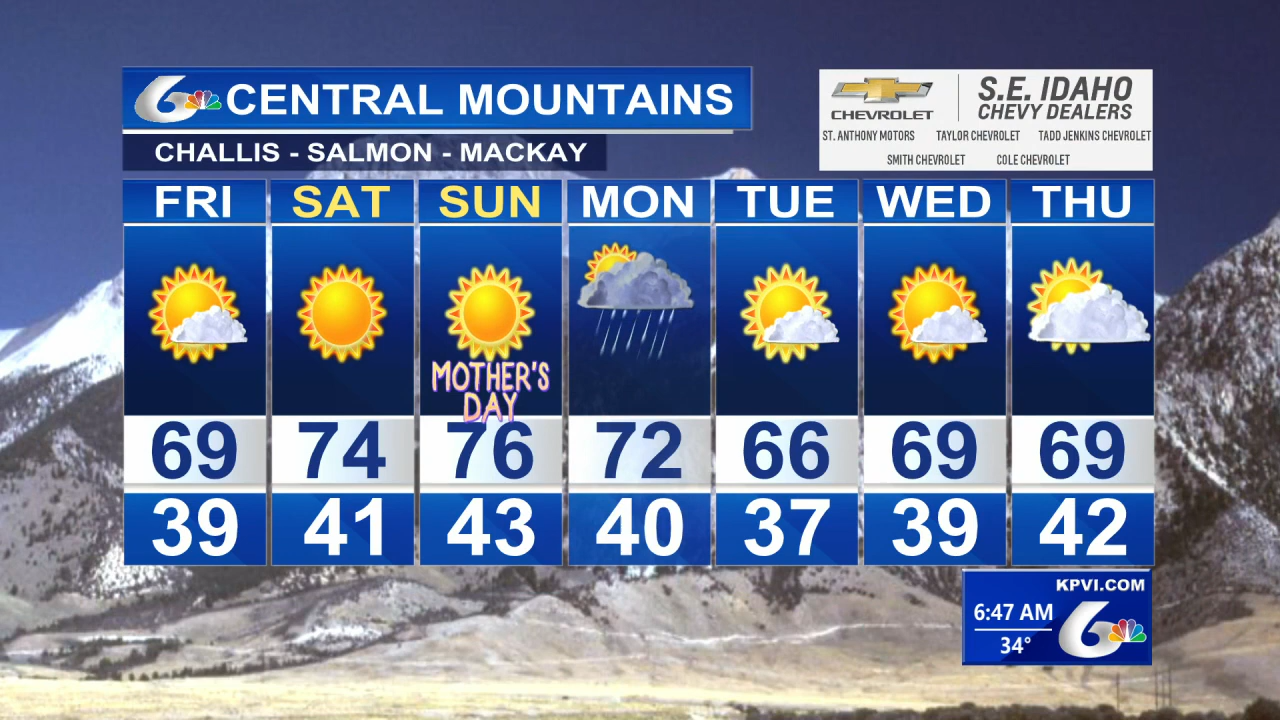 6 CENTRAL MOUNTAINS
CHALLIS - SALMON - MACKAY
CHEVROLET
S.E. IDAHO
CHEVY DEALERS
ST. ANTHONY MOTORS TAYLOR CHEVROLET TADD JENKINS CHEVROLET
SMITH CHEVROLET COLE CHEVROLET
FRI SAT SUN MON TUE WED THU
MOTHER'S
DAY
69 74 76 72 66 69 69
39 41 43 40 37 39 42
KPVI.COM
6:47 AM
34°
6